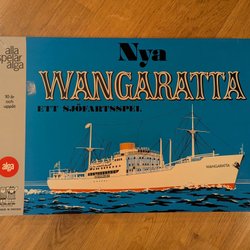 alla
spelar
alga
10 år
och
uppåt
alga
Nya
WANGARATTA
ETT SJÖFARTSSPEL
WANGARATTA